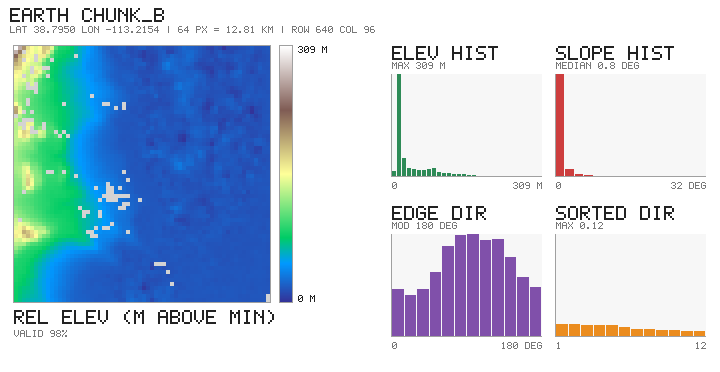 EARTH CHUNK_B
LAT 38.7950 LON -113.2154 | 64 PX = 12.81 KM | ROW 640 COL 96
309 M
0 M
REL ELEV (M ABOVE MIN)
VALID 98%
ELEV HIST
MAX 309 M
0 309 M
SLOPE HIST
MEDIAN 0.8 DEG
0 32 DEG
EDGE DIR
MOD 180 DEG
0 180 DEG
SORTED DIR
MAX 0.12
1 12